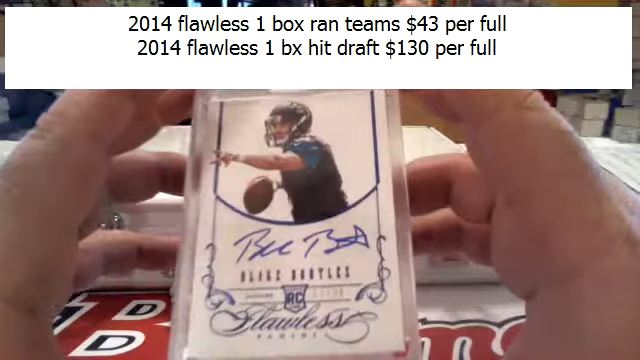 2014 flawless 1 box ran teams $43 per full
2014 flawless 1 bx hit draft $130 per full
BLAKE BORTLES
RC
Flawless
PANINI
D
D